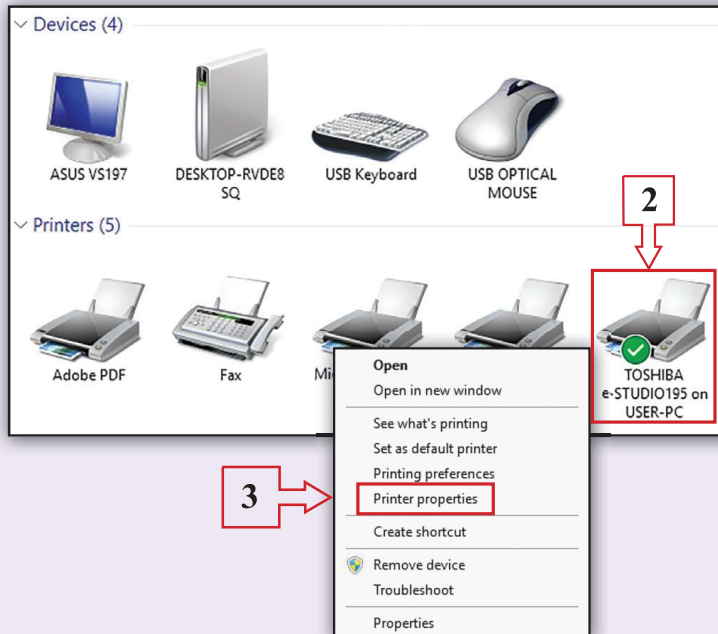 Devices (4)
ASUS VS197
DESKTOP-RVDE8
SQ
USB Keyboard
USB OPTICAL
MOUSE
2
Printers (5)
Adobe PDF
Fax
Mi
TOSHIBA
e-STUDIO195 on
USER-PC
Open
Open in new window
See what's printing
Set as default printer
Printing preferences
3
Printer properties
Create shortcut
Remove device
Troubleshoot
Properties